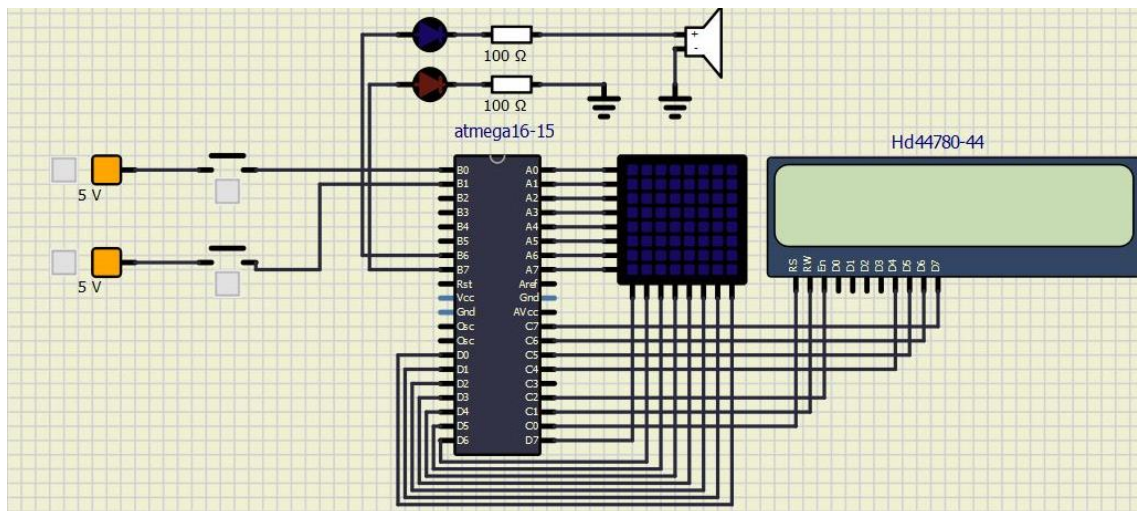 +
-
100 Ω
100 Ω
atmega16-15
Hd44780-44
5 V
5 V
B0 A0
B1 A1
B2 A2
B3 A3
B4 A4
B5 A5
B6 A6
B7 A7
Rst Aref
Vcc Gnd
Gnd AVcc
Osc C7
Osc C6
D0 C5
D1 C4
D2 C3
D3 C2
D4 C1
D5 C0
D6 D7
RS RW En D0 D1 D2 D3 D4 D5 D6 D7